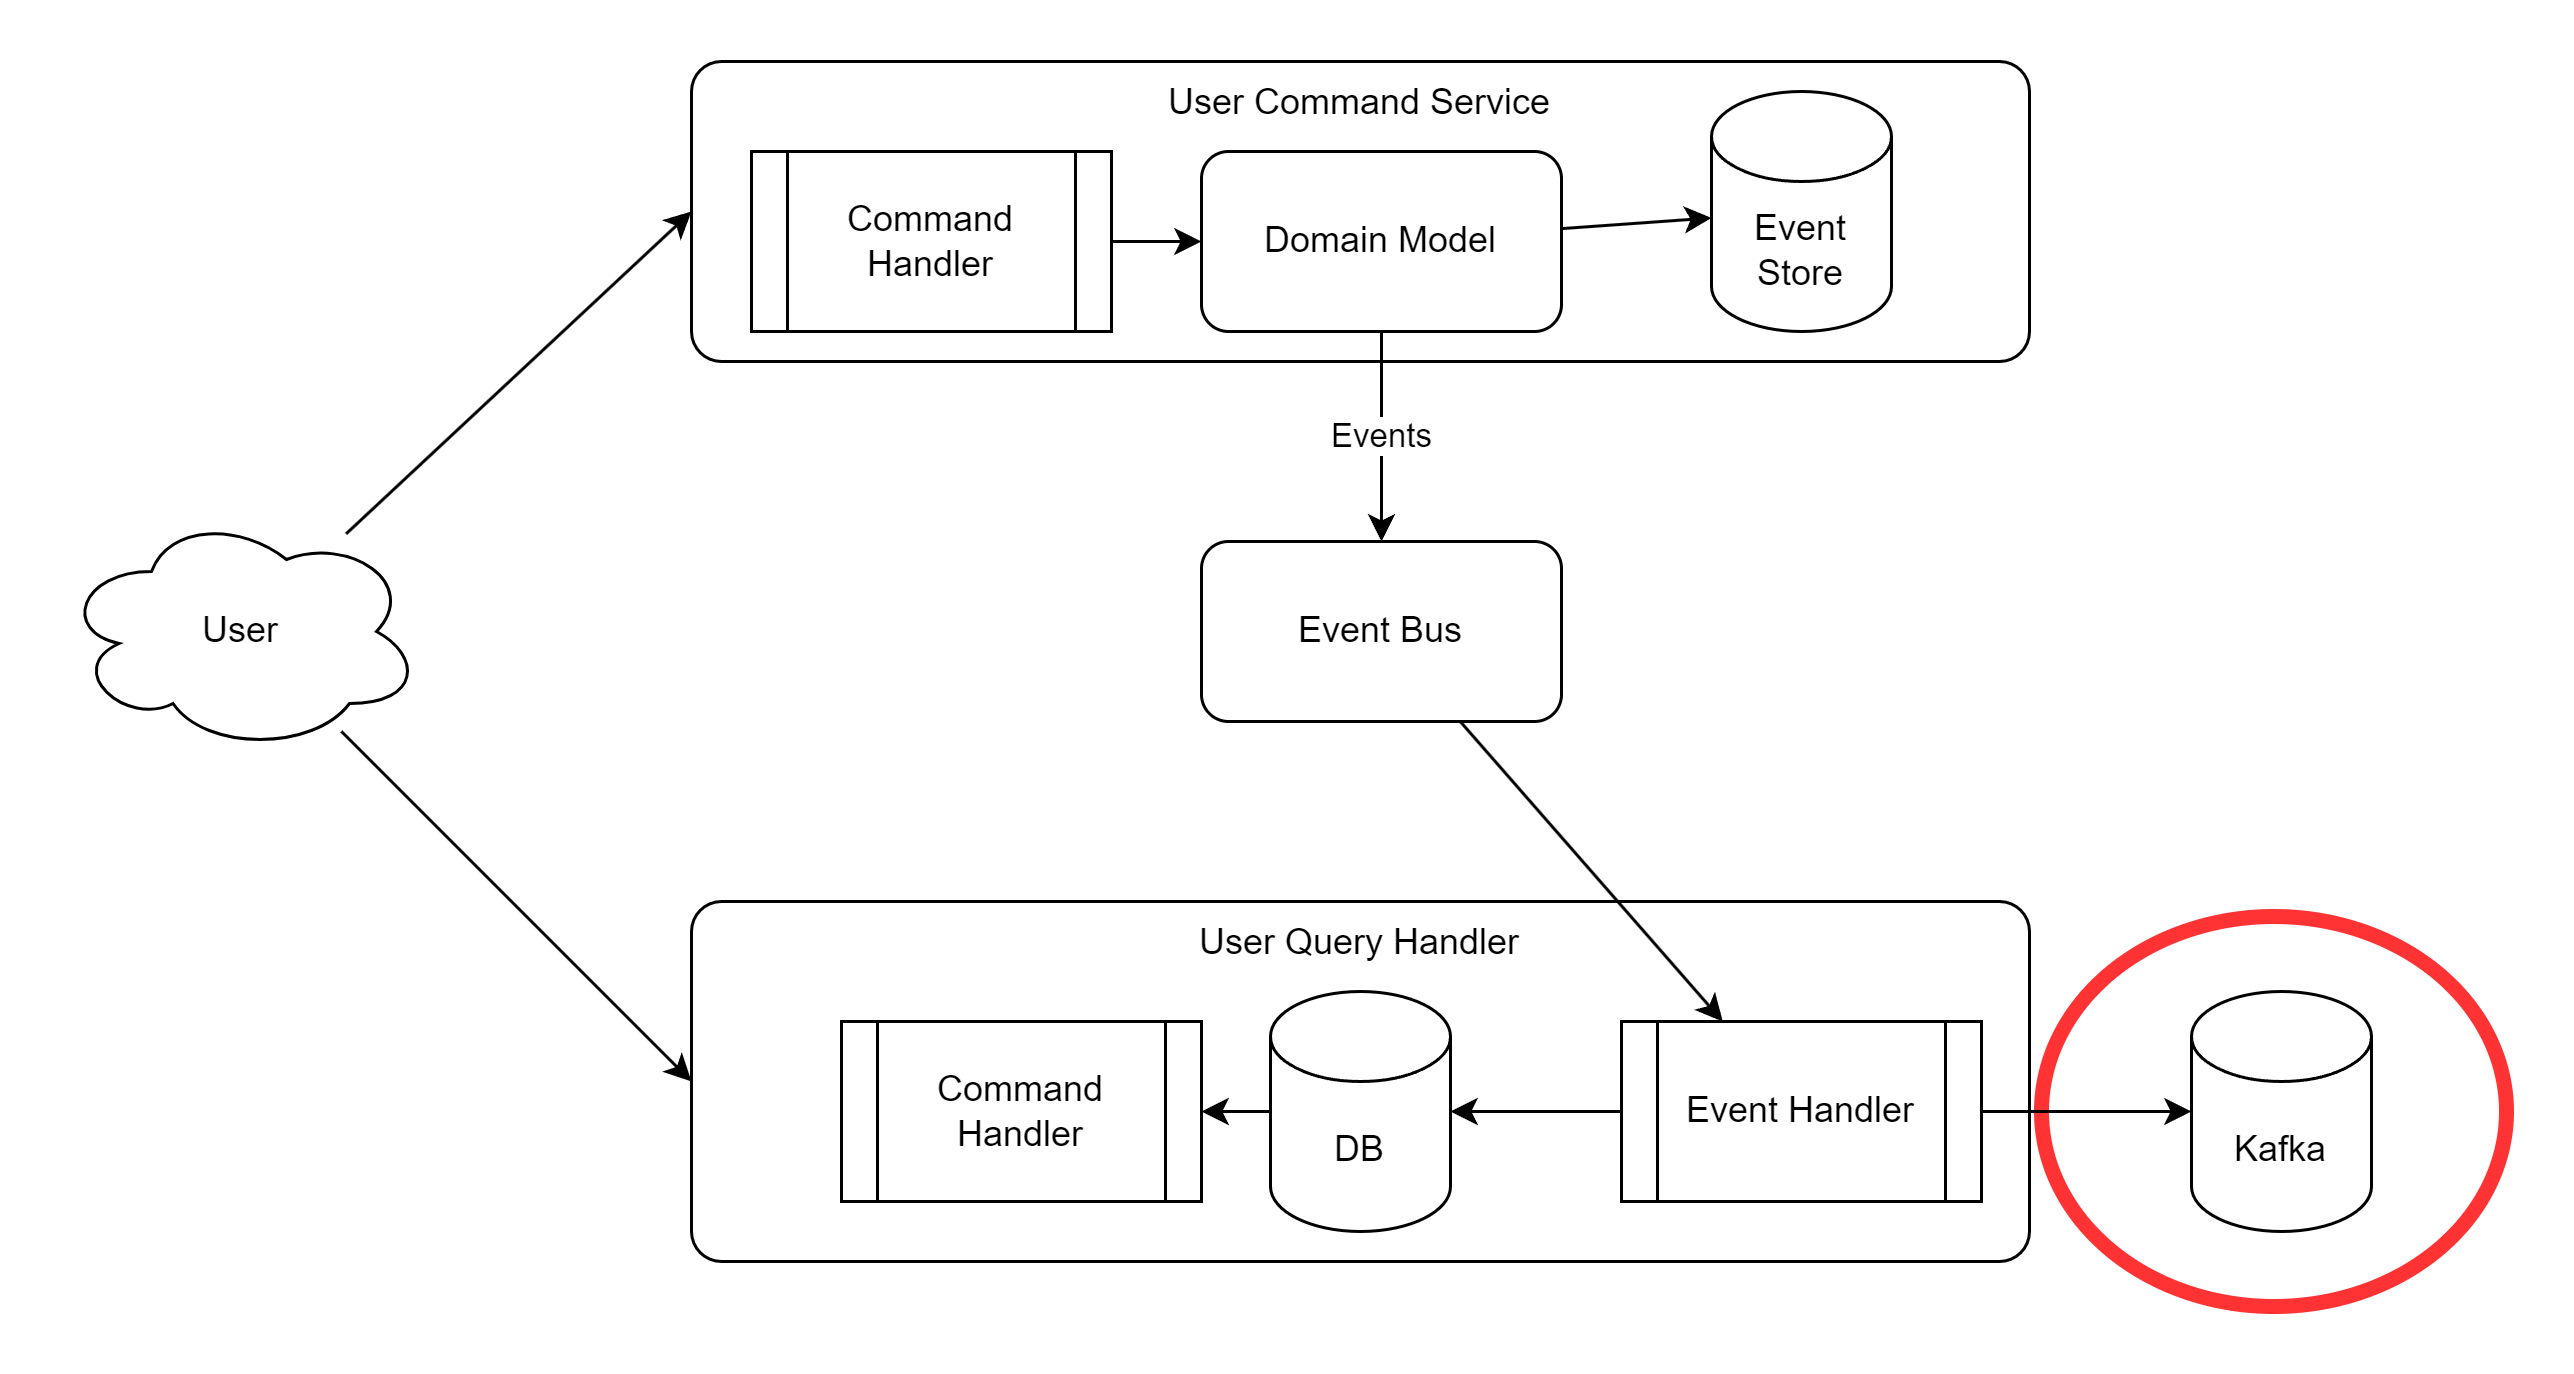 User Command Service
Command
Handler
Domain Model
Event
Store
Events
User
Event Bus
User Query Handler
Command
Handler
DB
Event Handler
Kafka